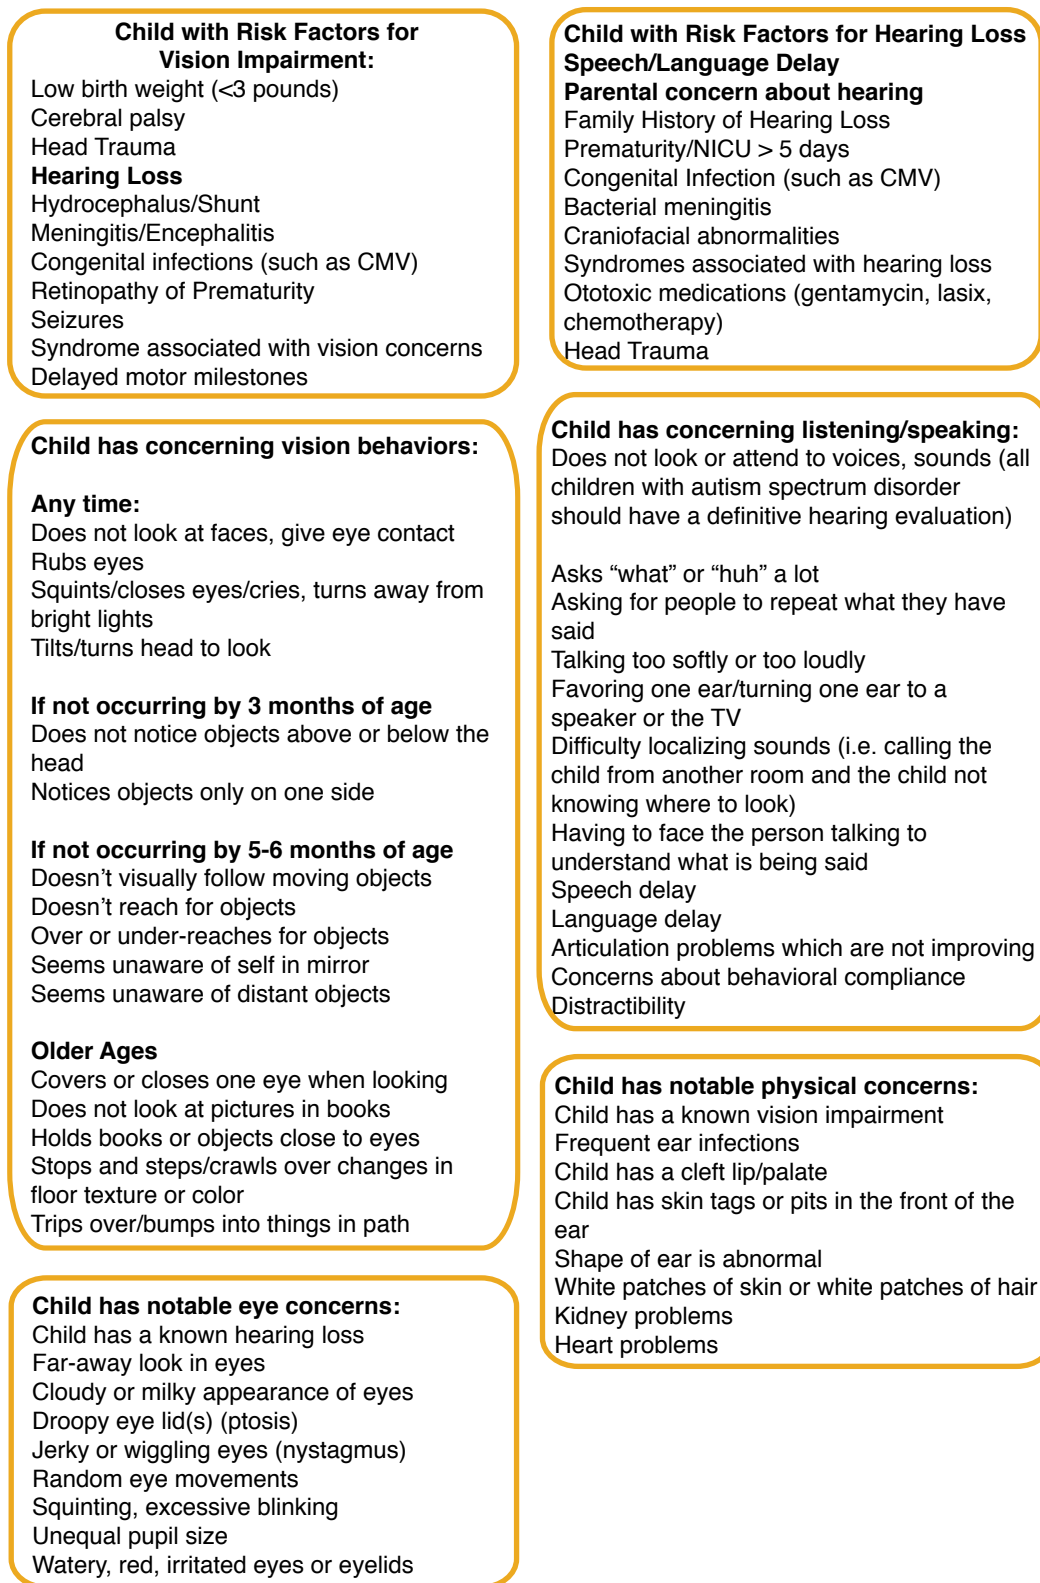 Child with Risk Factors for
Vision Impairment:
Low birth weight (<3 pounds)
Cerebral palsy
Head Trauma
Hearing Loss
Hydrocephalus/Shunt
Meningitis/Encephalitis
Congenital infections (such as CMV)
Retinopathy of Prematurity
Seizures
Syndrome associated with vision concerns
Delayed motor milestones
Child has concerning vision behaviors:
Any time:
Does not look at faces, give eye contact
Rubs eyes
Squints/closes eyes/cries, turns away from
bright lights
Tilts/turns head to look
If not occurring by 3 months of age
Does not notice objects above or below the
head
Notices objects only on one side
If not occurring by 5-6 months of age
Doesn’t visually follow moving objects
Doesn’t reach for objects
Over or under-reaches for objects
Seems unaware of self in mirror
Seems unaware of distant objects
Older Ages
Covers or closes one eye when looking
Does not look at pictures in books
Holds books or objects close to eyes
Stops and steps/crawls over changes in
floor texture or color
Trips over/bumps into things in path
Child has notable eye concerns:
Child has a known hearing loss
Far-away look in eyes
Cloudy or milky appearance of eyes
Droopy eye lid(s) (ptosis)
Jerky or wiggling eyes (nystagmus)
Random eye movements
Squinting, excessive blinking
Unequal pupil size
Watery, red, irritated eyes or eyelids
Child with Risk Factors for Hearing Loss
Speech/Language Delay
Parental concern about hearing
Family History of Hearing Loss
Prematurity/NICU > 5 days
Congenital Infection (such as CMV)
Bacterial meningitis
Craniofacial abnormalities
Syndromes associated with hearing loss
Ototoxic medications (gentamycin, lasix,
chemotherapy)
Head Trauma
Child has concerning listening/speaking:
Does not look or attend to voices, sounds (all
children with autism spectrum disorder
should have a definitive hearing evaluation)
Asks “what” or “huh” a lot
Asking for people to repeat what they have
said
Talking too softly or too loudly
Favoring one ear/turning one ear to a
speaker or the TV
Difficulty localizing sounds (i.e. calling the
child from another room and the child not
knowing where to look)
Having to face the person talking to
understand what is being said
Speech delay
Language delay
Articulation problems which are not improving
Concerns about behavioral compliance
Distractibility
Child has notable physical concerns:
Child has a known vision impairment
Frequent ear infections
Child has a cleft lip/palate
Child has skin tags or pits in the front of the
ear
Shape of ear is abnormal
White patches of skin or white patches of hair
Kidney problems
Heart problems